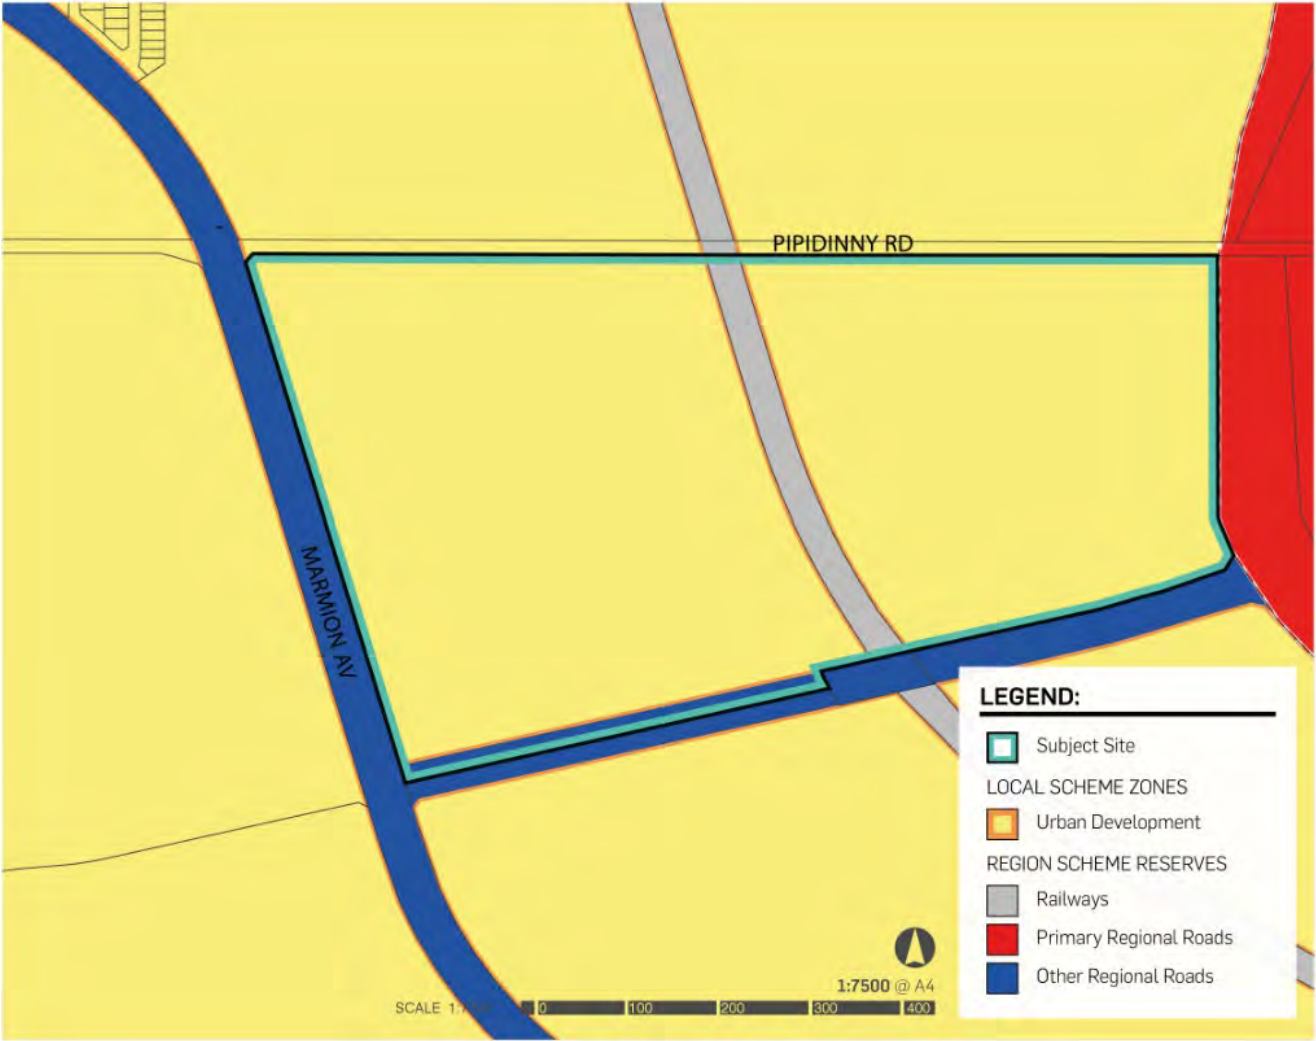 PIPIDINNY RD
MARMION AV
LEGEND:
Subject Site
LOCAL SCHEME ZONES
Urban Development
REGION SCHEME RESERVES
Railways
Primary Regional Roads
Other Regional Roads
1:7500 @ A4
SCALE
0 100 200 300 400